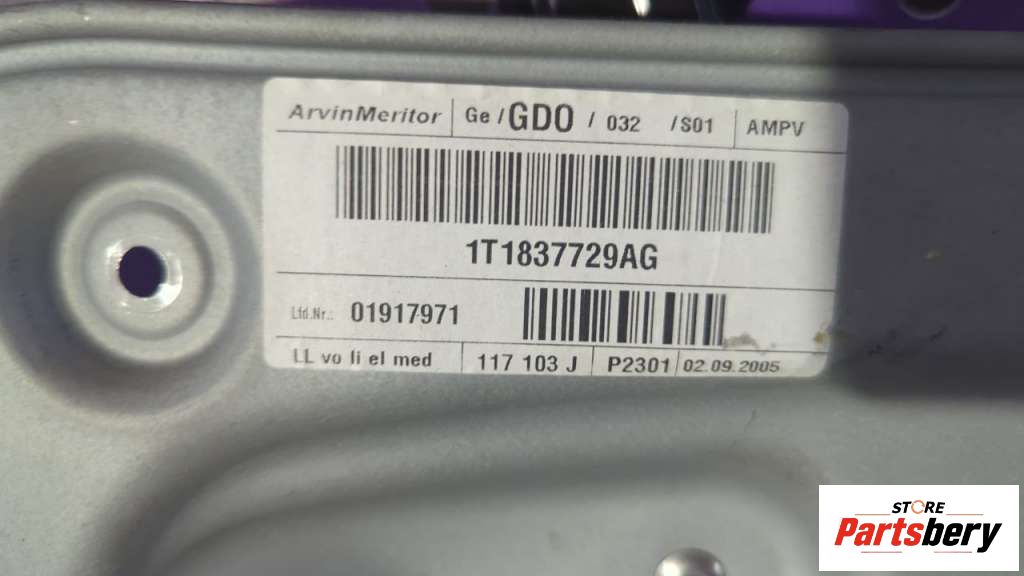 ArvinMeritor Ge / GDO / 032 /S01 AMPV
1T1837729AG
Lfd.Nr.: 01917971
LL vo li el med 117 103 J P2301 02.09.2005
STORE
Partsbery